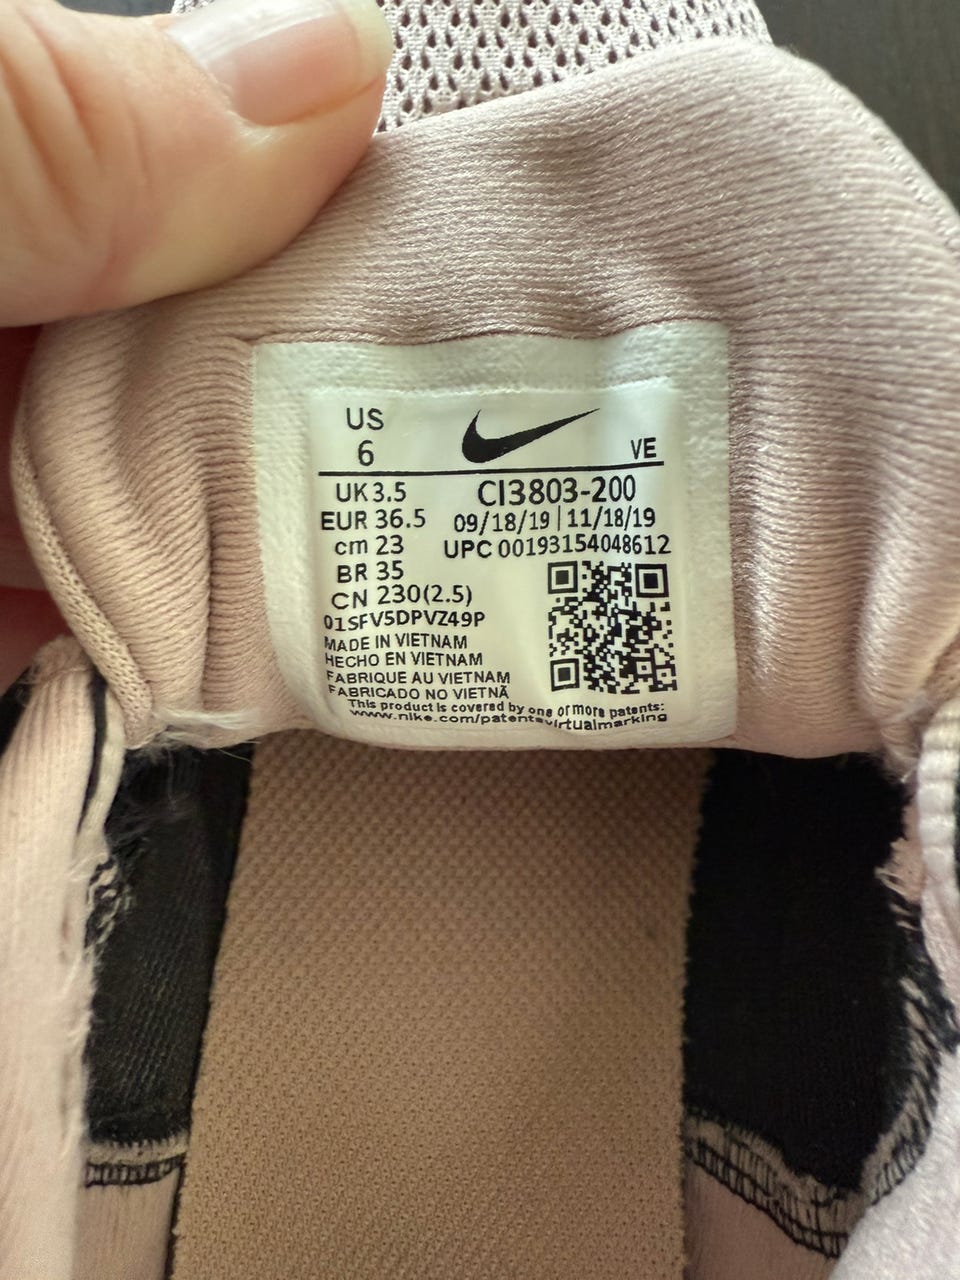 US
6
VE
UK 3.5
EUR 36.5
cm 23
BR 35
CN 230(2.5)
CI3803-200
09/18/19 | 11/18/19
UPC 00193154048612
01SFV5DPVZ49P
MADE IN VIETNAM
HECHO EN VIETNAM
FABRIQUE AU VIETNAM
FABRICADO NO VIETNÃ
This product is covered by one or more patents:
www.nike.com/patentsvirtualmarking